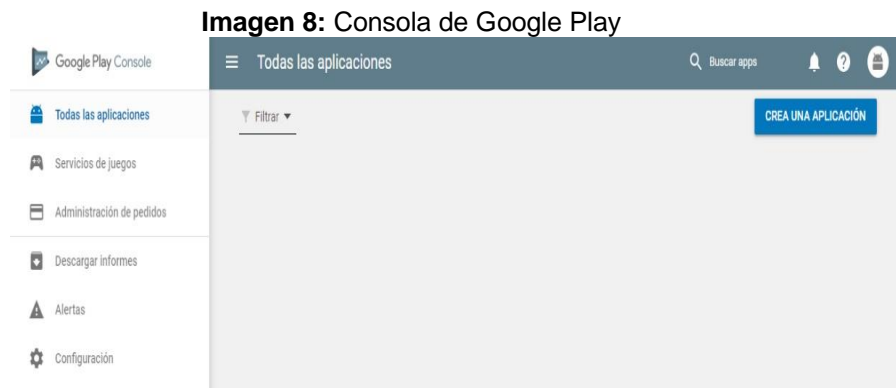 Imagen 8: Consola de Google Play
Google Play Console
Todas las aplicaciones
Buscar apps
Todas las aplicaciones
Filtrar
CREA UNA APLICACIÓN
Servicios de juegos
Administración de pedidos
Descargar informes
Alertas
Configuración